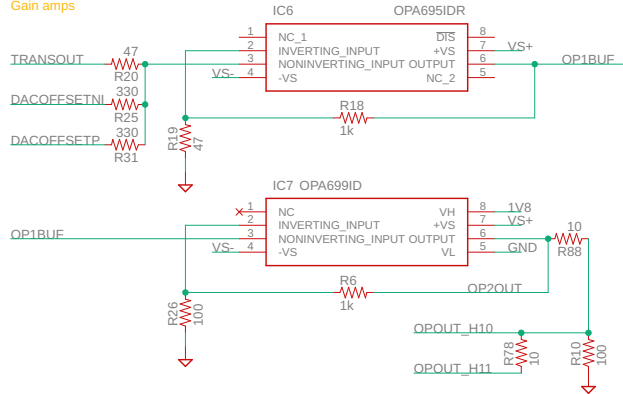 Gain amps
IC6 OPA695IDR
1 NC_1 DIS 8
2 INVERTING_INPUT +VS 7 VS+
TRANSOUT 47 R20 3 NONINVERTING_INPUT OUTPUT 6 OP1BUF
VS- 4 -VS NC_2 5
DACOFFSETNI 330 R25
R18 1k
DACOFFSETP 330 R31
R19 47
IC7 OPA699ID
1 NC VH 8 1V8
2 INVERTING_INPUT +VS 7 VS+
OP1BUF 3 NONINVERTING_INPUT OUTPUT 6 10 R88
VS- 4 -VS VL 5 GND
R6 1k OP2OUT
R26 100
OPOUT_H10
R78 10 R10 100
OPOUT_H11